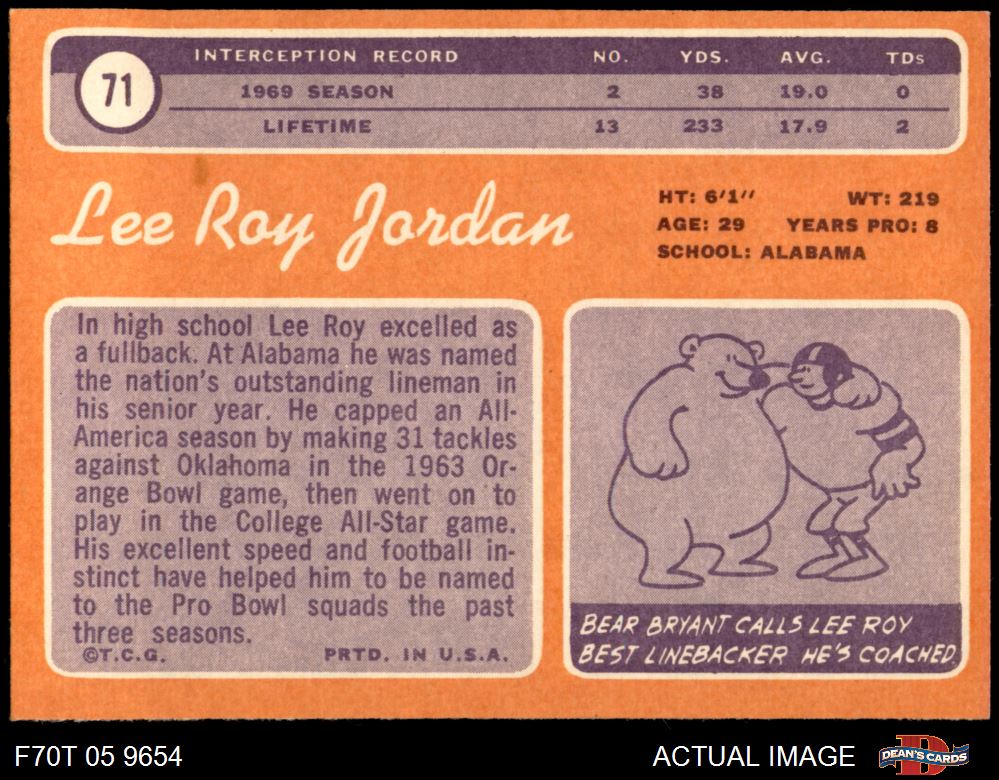 INTERCEPTION RECORD NO. YDS. AVG. TDs
71
1969 SEASON 2 38 19.0 0
LIFETIME 13 233 17.9 2
Lee Roy Jordan
HT: 6'1" WT: 219
AGE: 29 YEARS PRO: 8
SCHOOL: ALABAMA
In high school Lee Roy excelled as
a fullback. At Alabama he was named
the nation's outstanding lineman in
his senior year. He capped an All-
America season by making 31 tackles
against Oklahoma in the 1963 Or-
ange Bowl game, then went on to
play in the College All-Star game.
His excellent speed and football in-
stinct have helped him to be named
to the Pro Bowl squads the past
three seasons.
©T.C.G. PRTD. IN U.S.A.
BEAR BRYANT CALLS LEE ROY
BEST LINEBACKER HE'S COACHED.
F70T 05 9654 ACTUAL IMAGE DEAN'S CARDS